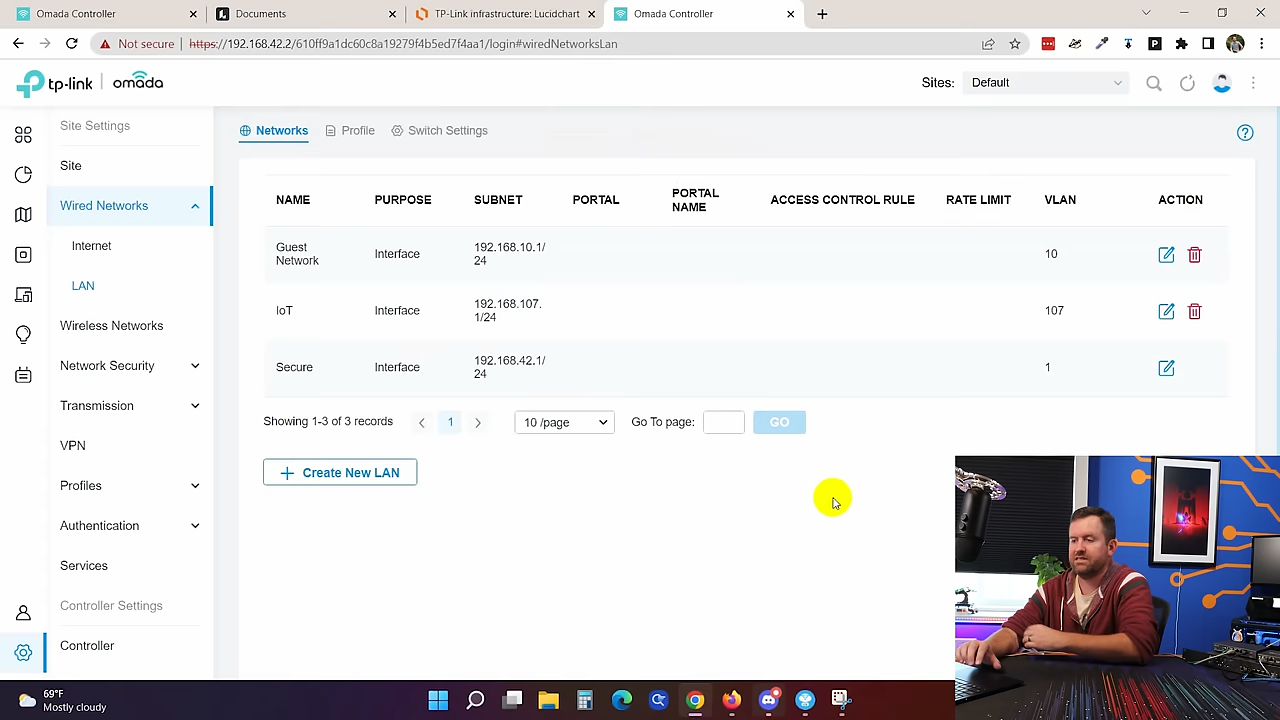 Omada Controller
Documents
TP-Link infrastructure: Lucidchart
Omada Controller
Not secure
https://192.168.42.2/610ff9a1dc60c8a19279f4b5ed7f4aa1/login#wiredNetworksLan
tp-link | omada
Sites: Default
Site Settings
Site
Wired Networks
Internet
LAN
Wireless Networks
Network Security
Transmission
VPN
Profiles
Authentication
Services
Controller Settings
Controller
Networks Profile Switch Settings
NAME PURPOSE SUBNET PORTAL PORTAL NAME ACCESS CONTROL RULE RATE LIMIT VLAN ACTION
Guest Network Interface 192.168.10.1/24 10
IoT Interface 192.168.107.1/24 107
Secure Interface 192.168.42.1/24 1
Showing 1-3 of 3 records < 1 > 10 /page Go To page: GO
+ Create New LAN
69°F
Mostly cloudy